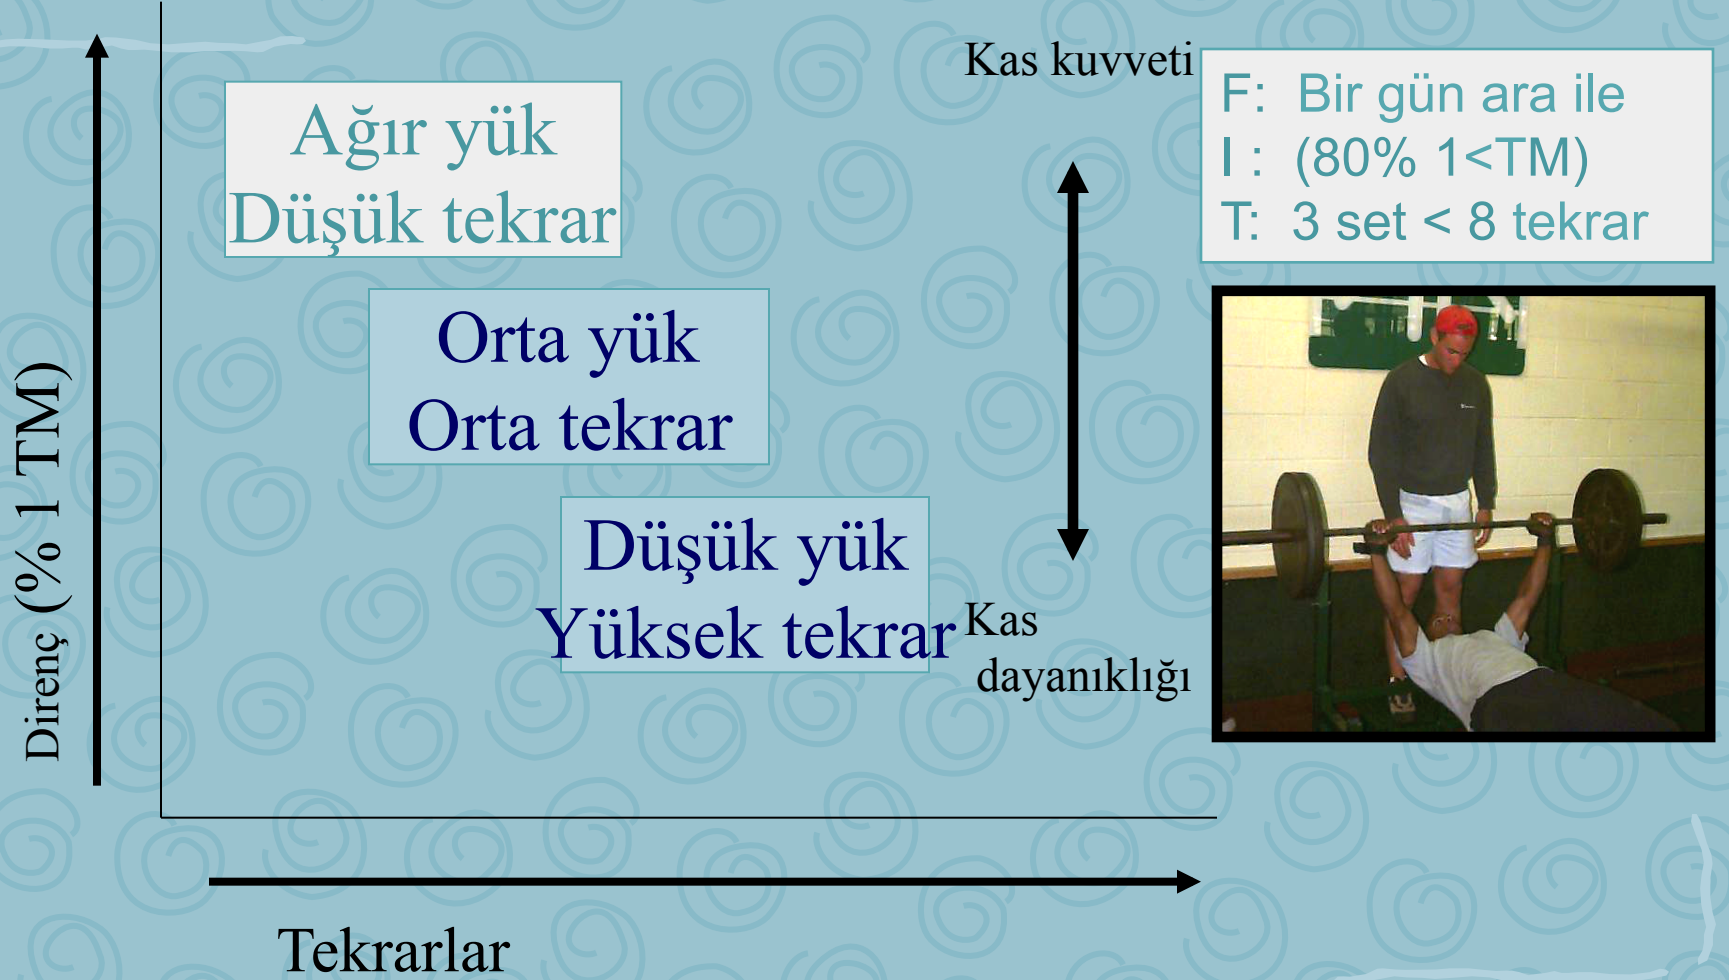 Kas kuvveti
F: Bir gün ara ile
I : (80% 1<TM)
T: 3 set < 8 tekrar
Ağır yük
Düşük tekrar
Orta yük
Orta tekrar
Düşük yük
Yüksek tekrar
Kas
dayanıklığı
Direnç (% 1 TM)
Tekrarlar